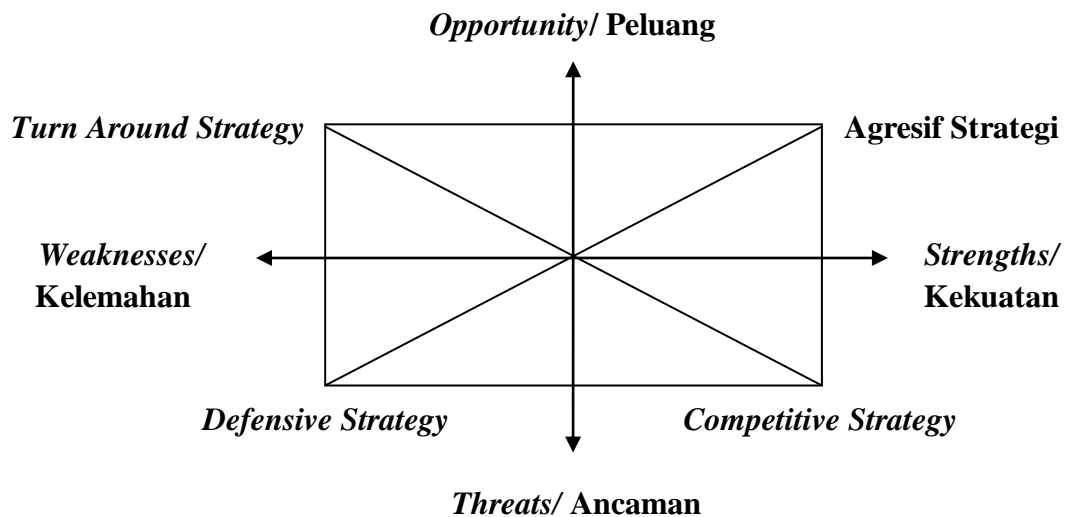 Opportunity/ Peluang
Turn Around Strategy
Agresif Strategi
Weaknesses/
Kelemahan
Strengths/
Kekuatan
Defensive Strategy
Competitive Strategy
Threats/ Ancaman